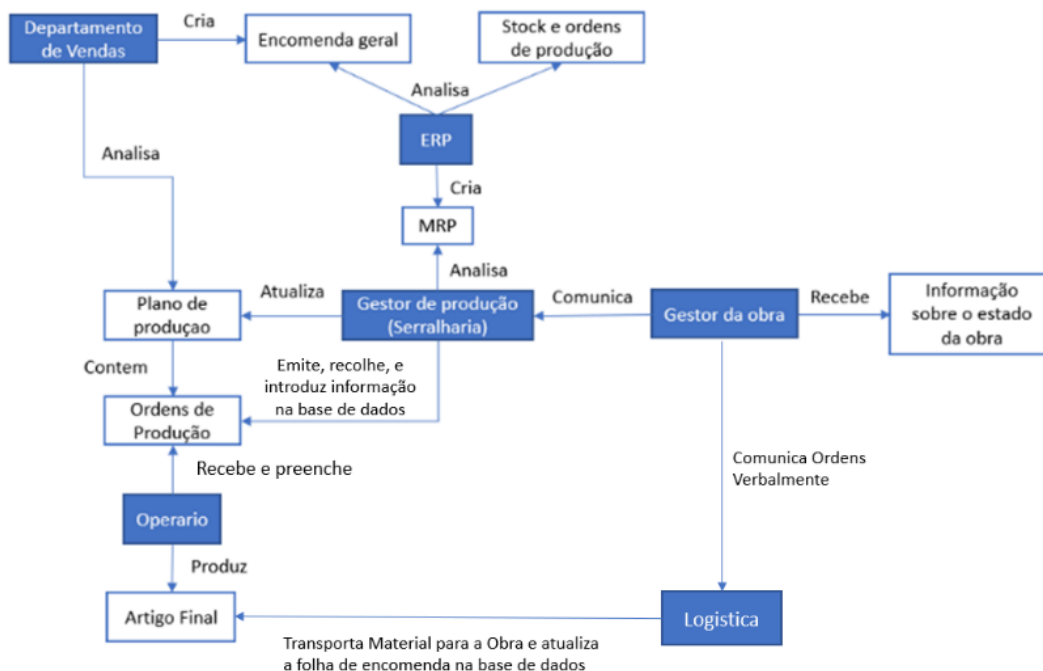 Departamento
de Vendas
Cria
Encomenda geral
Stock e ordens
de produção
Analisa
ERP
Analisa
Cria
MRP
Analisa
Plano de
produçao
Atualiza
Gestor de produção
(Serralharia)
Comunica
Gestor da obra
Recebe
Informação
sobre o estado
da obra
Contem
Emite, recolhe, e
introduz informação
na base de dados
Ordens de
Produção
Recebe e preenche
Comunica Ordens
Verbalmente
Operario
Produz
Artigo Final
Logistica
Transporta Material para a Obra e atualiza
a folha de encomenda na base de dados